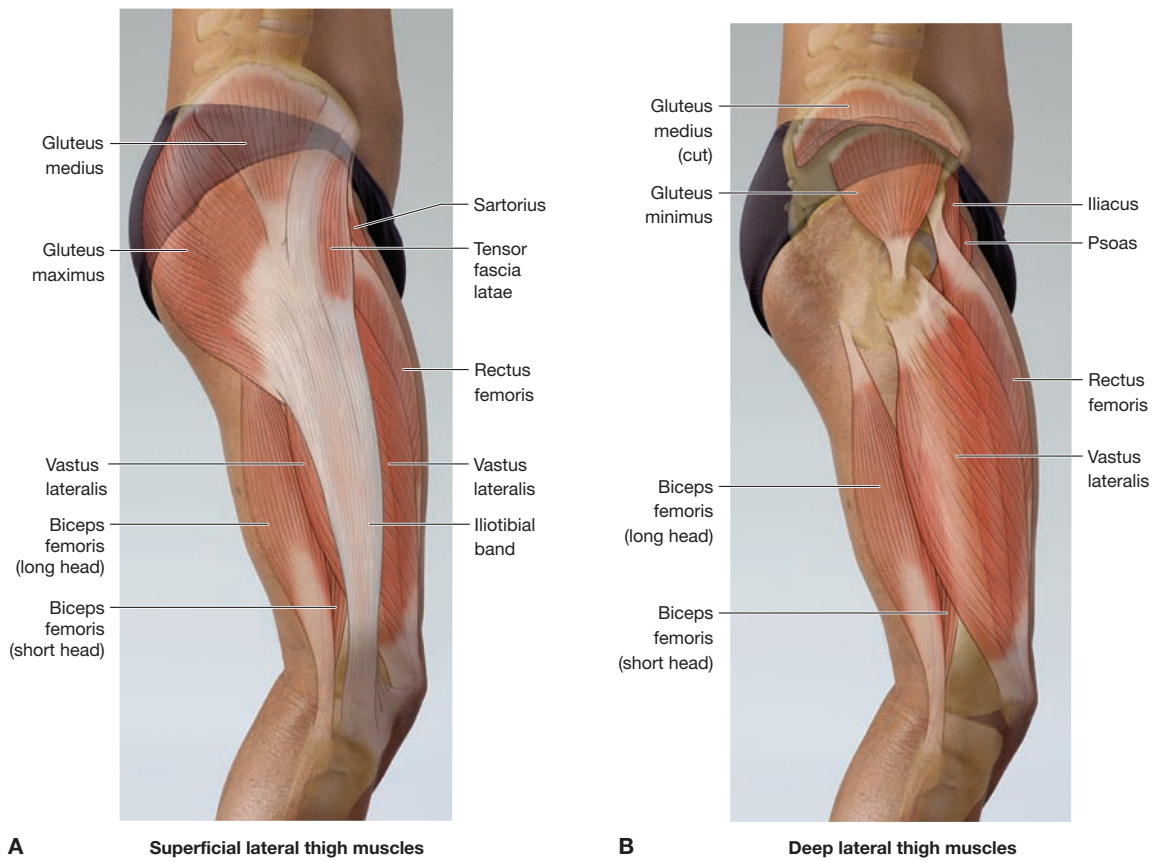 Gluteus
medius
Gluteus
maximus
Vastus
lateralis
Biceps
femoris
(long head)
Biceps
femoris
(short head)
Sartorius
Tensor
fascia
latae
Rectus
femoris
Vastus
lateralis
Iliotibial
band
A
Superficial lateral thigh muscles
Gluteus
medius
(cut)
Gluteus
minimus
Biceps
femoris
(long head)
Biceps
femoris
(short head)
Iliacus
Psoas
Rectus
femoris
Vastus
lateralis
B
Deep lateral thigh muscles